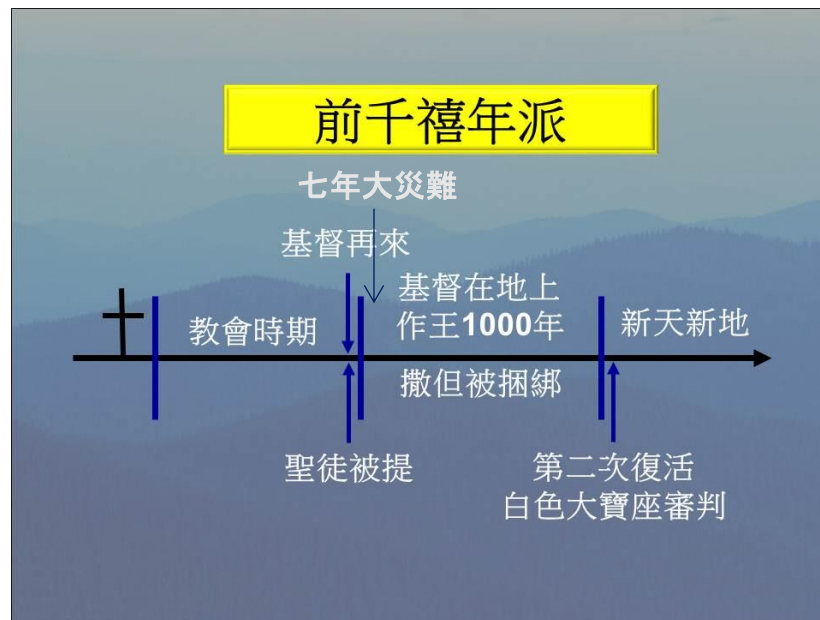 前千禧年派
七年大災難
基督再來
基督在地上
作王1000年
教會時期
新天新地
撒但被捆綁
聖徒被提
第二次復活
白色大寶座審判